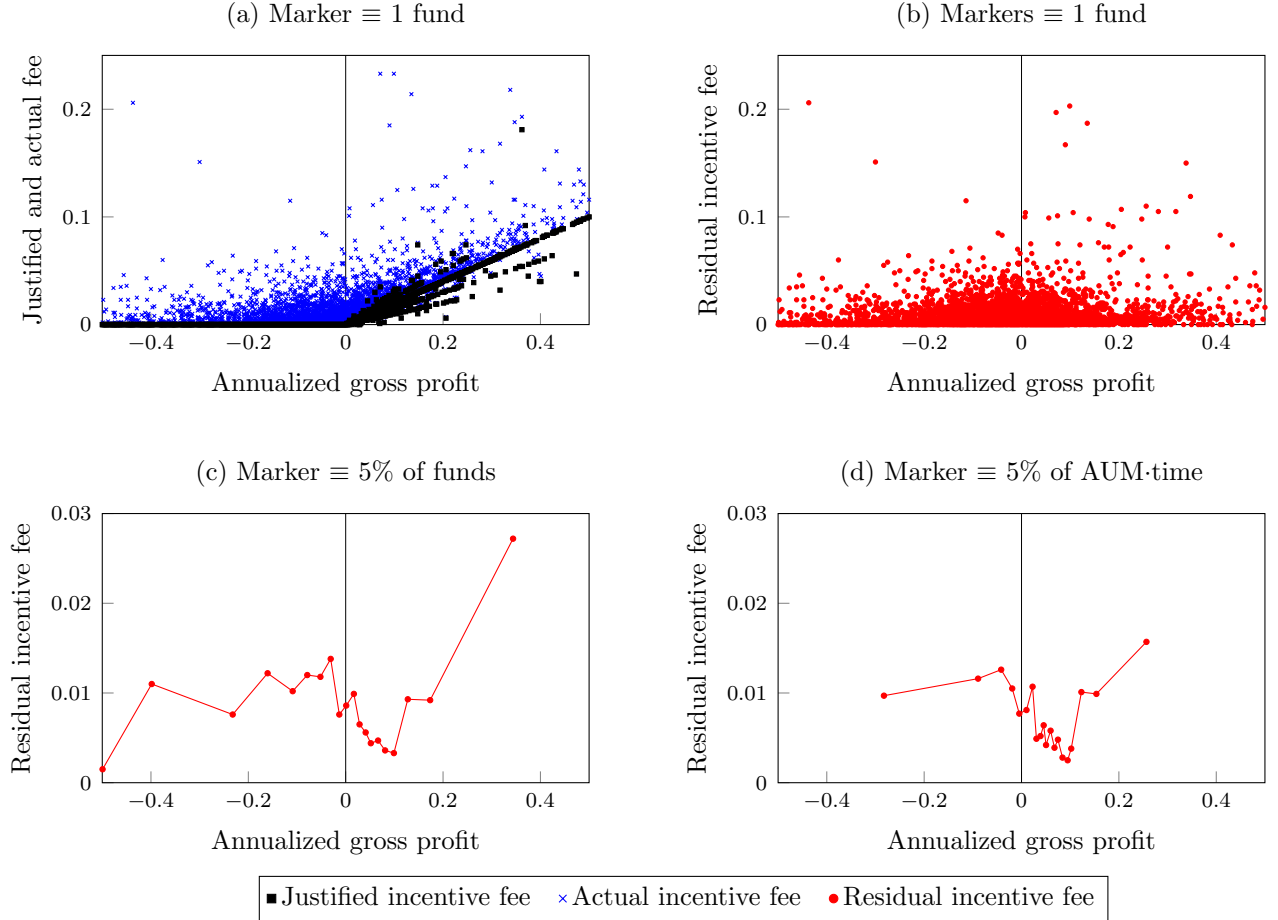 (a) Marker ≡ 1 fund
Justified and actual fee
0.2
0.1
0
−0.4 −0.2 0 0.2 0.4
Annualized gross profit
(b) Markers ≡ 1 fund
Residual incentive fee
0.2
0.1
0
−0.4 −0.2 0 0.2 0.4
Annualized gross profit
(c) Marker ≡ 5% of funds
Residual incentive fee
0.03
0.02
0.01
0
−0.4 −0.2 0 0.2 0.4
Annualized gross profit
(d) Marker ≡ 5% of AUM·time
Residual incentive fee
0.03
0.02
0.01
0
−0.4 −0.2 0 0.2 0.4
Annualized gross profit
Justified incentive fee Actual incentive fee Residual incentive fee